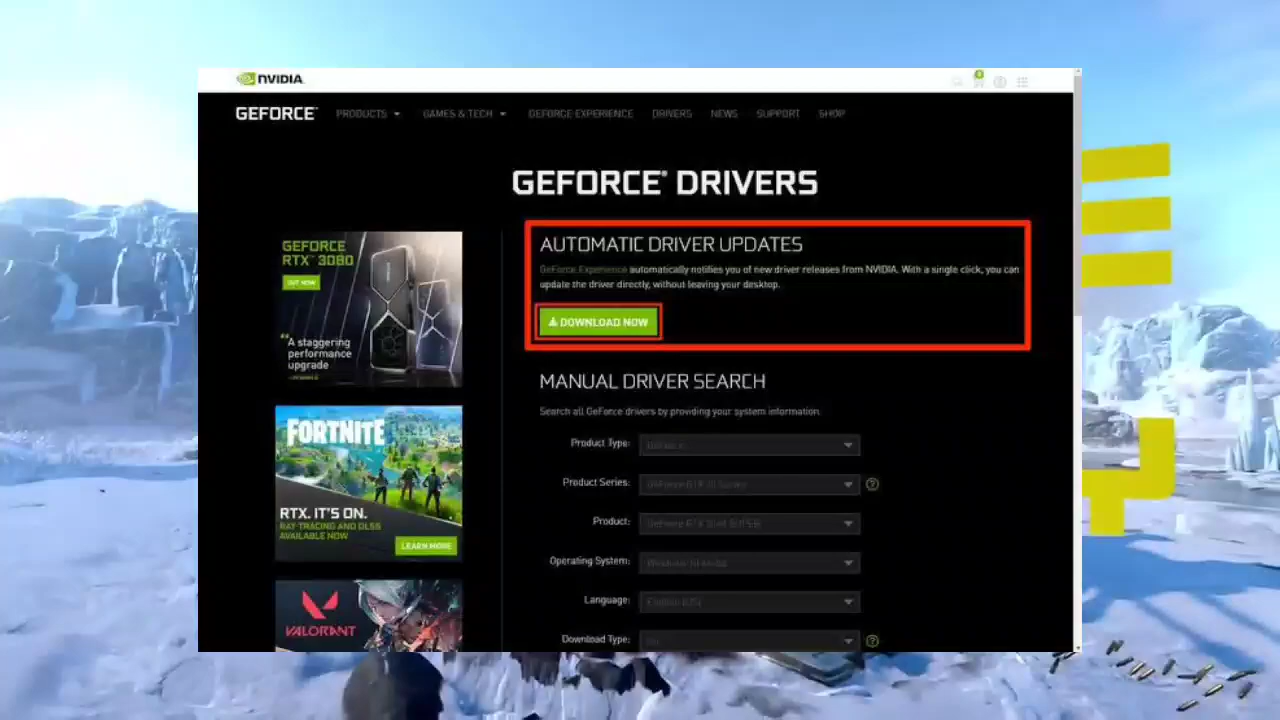 NVIDIA
GEFORCE
PRODUCTS
GAMES & TECH
GEFORCE EXPERIENCE
DRIVERS
NEWS
SUPPORT
SHOP
GEFORCE® DRIVERS
GEFORCE
RTX™ 3080
OUT NOW
"A staggering
performance
upgrade
AUTOMATIC DRIVER UPDATES
GeForce Experience automatically notifies you of new driver releases from NVIDIA. With a single click, you can
update the driver directly, without leaving your desktop.
DOWNLOAD NOW
MANUAL DRIVER SEARCH
Search all GeForce drivers by providing your system information.
Product Type:
Product Series:
Product:
Operating System:
Language:
Download Type:
FORTNITE
RTX. IT'S ON.
RAY TRACING AND DLSS
AVAILABLE NOW
LEARN MORE
VALORANT